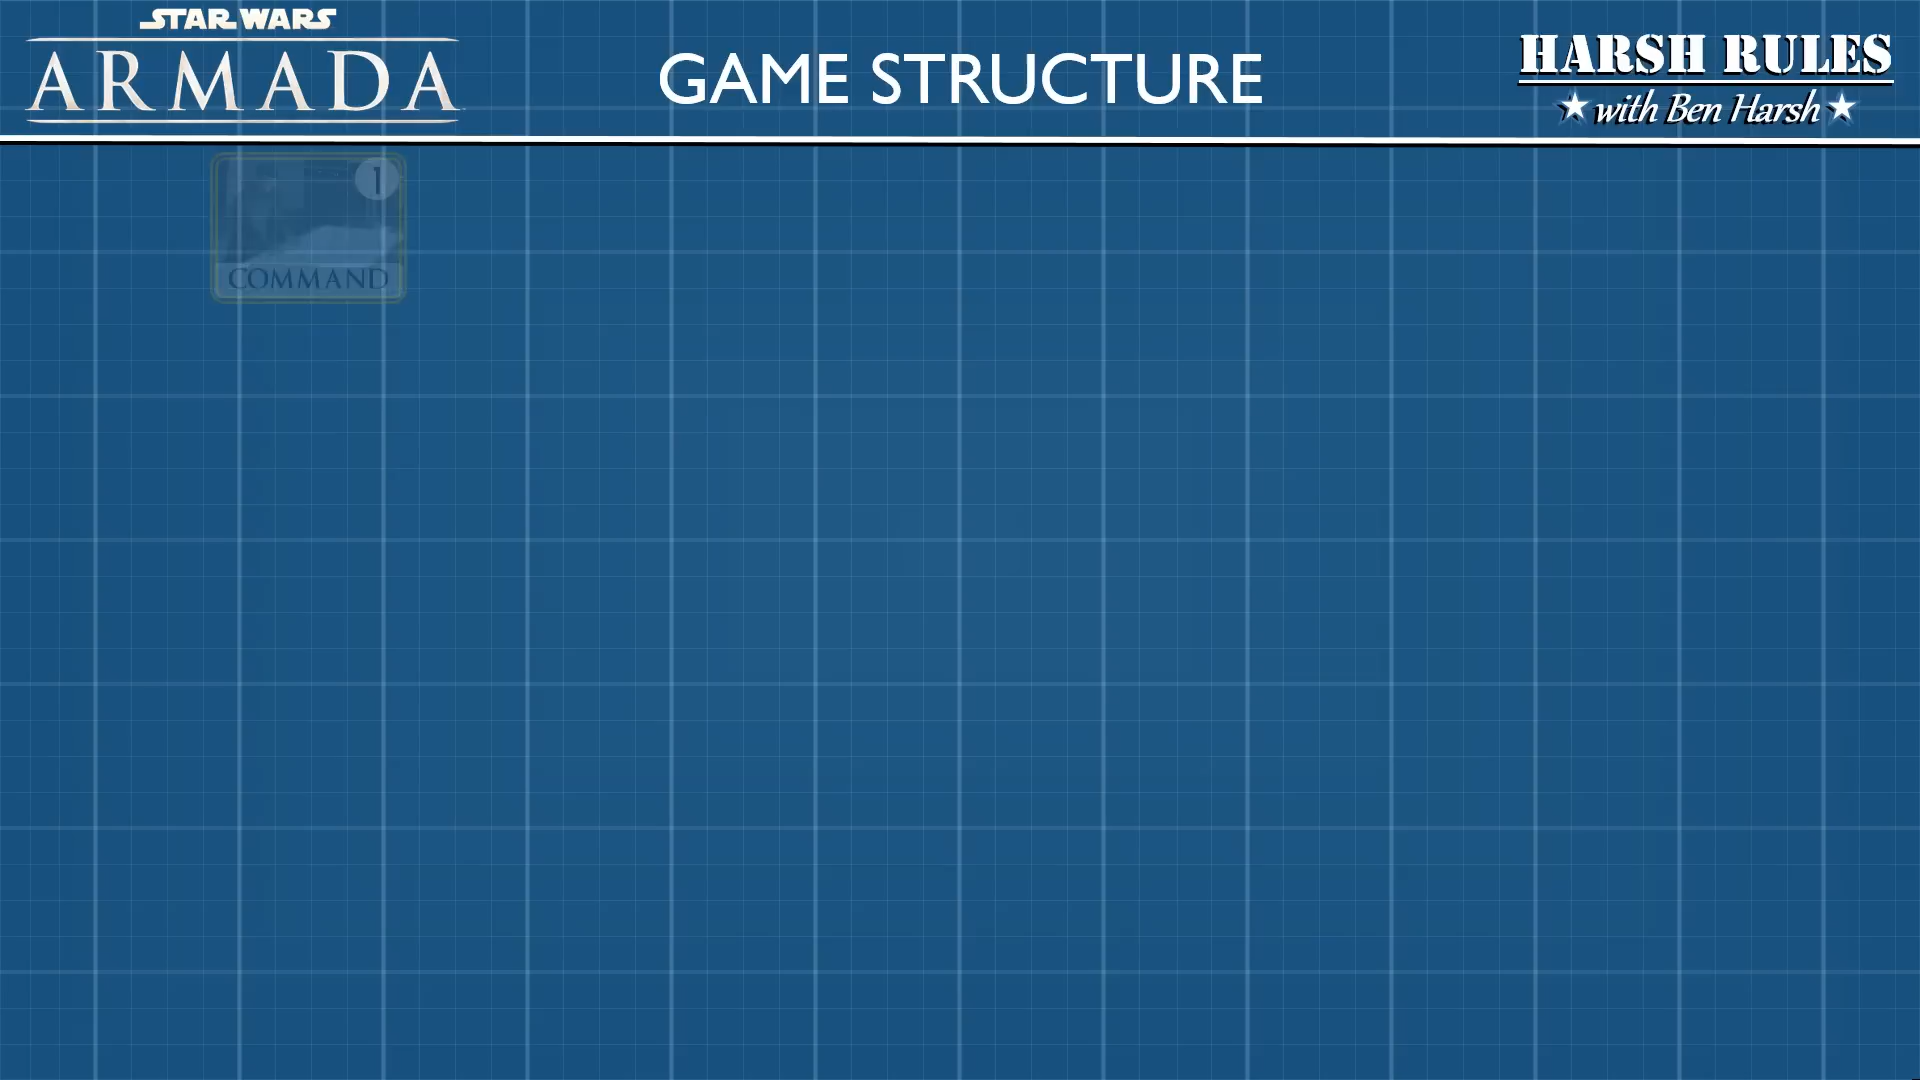 STAR WARS
ARMADA
GAME STRUCTURE
HARSH RULES
with Ben Harsh
1
COMMAND